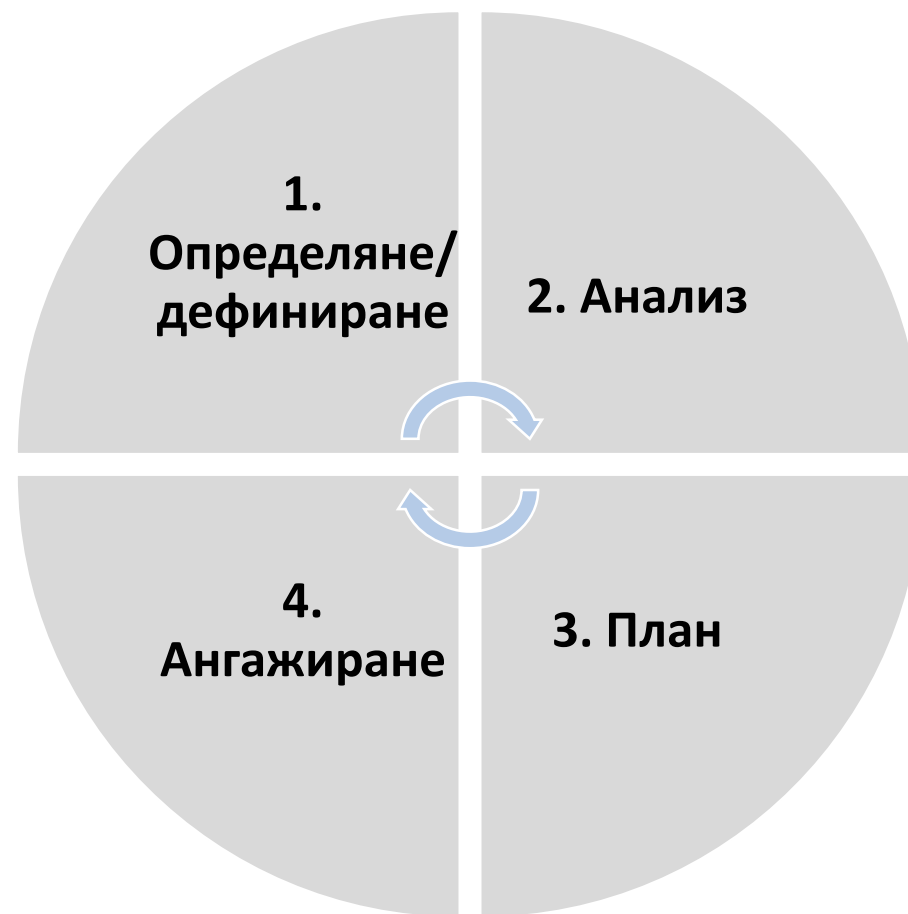 1.
Определяне/
дефиниране
2. Анализ
3. План
4.
Ангажиране